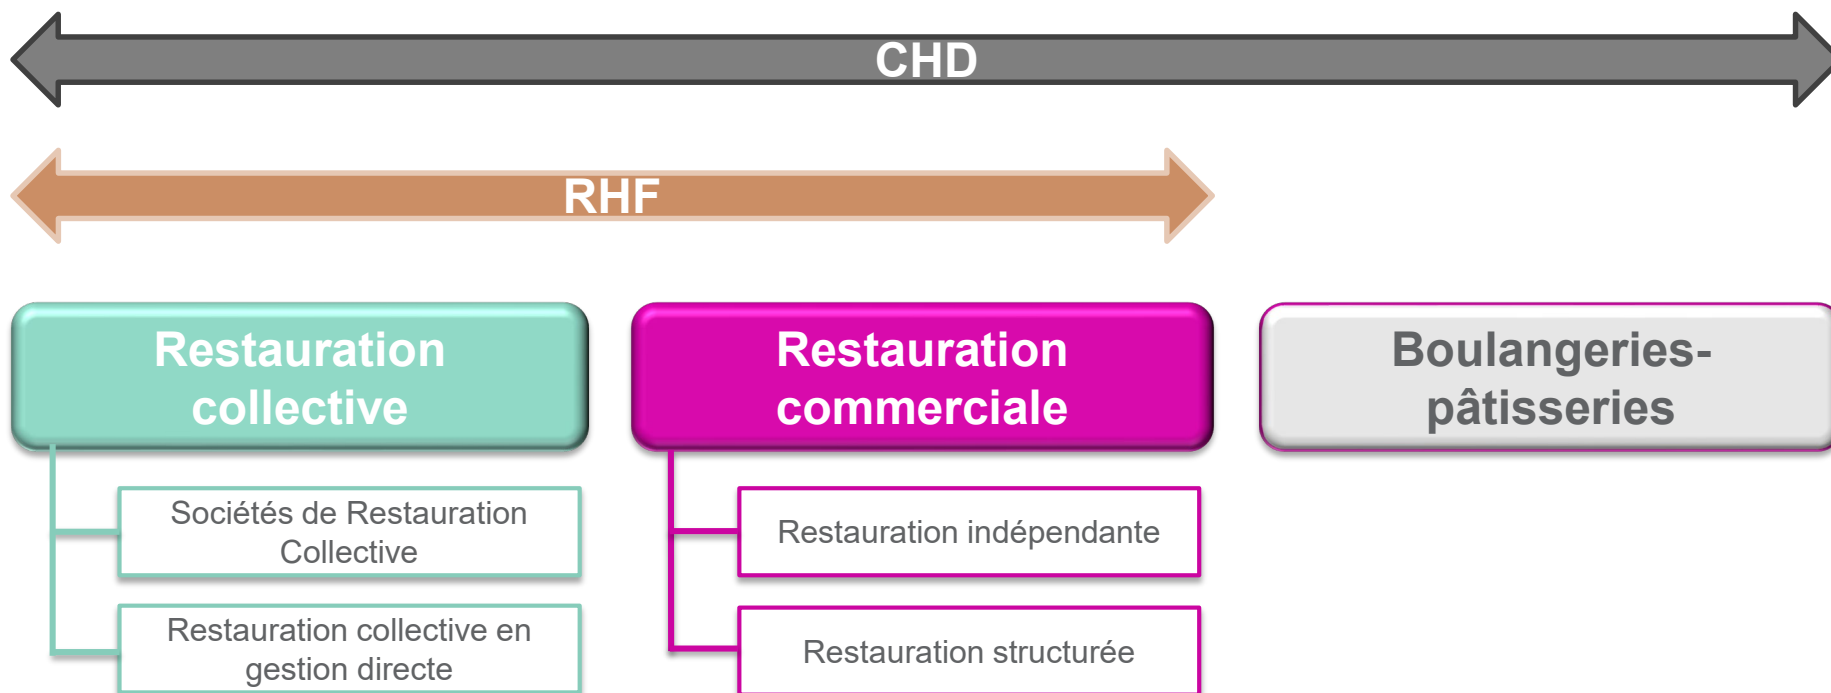 CHD
RHF
Restauration
collective
Restauration
commerciale
Boulangeries-
pâtisseries
Sociétés de Restauration
Collective
Restauration indépendante
Restauration collective en
gestion directe
Restauration structurée